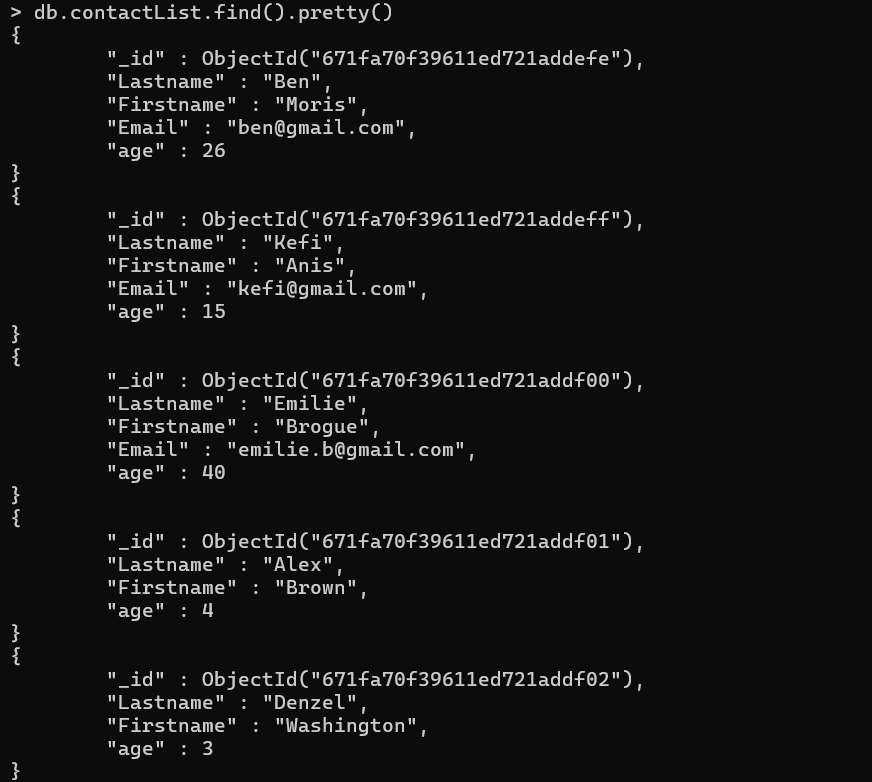 > db.contactList.find().pretty()
{
"_id" : ObjectId("671fa70f39611ed721addefe"),
"Lastname" : "Ben",
"Firstname" : "Moris",
"Email" : "ben@gmail.com",
"age" : 26
}
{
"_id" : ObjectId("671fa70f39611ed721addeff"),
"Lastname" : "Kefi",
"Firstname" : "Anis",
"Email" : "kefi@gmail.com",
"age" : 15
}
{
"_id" : ObjectId("671fa70f39611ed721addf00"),
"Lastname" : "Emilie",
"Firstname" : "Brogue",
"Email" : "emilie.b@gmail.com",
"age" : 40
}
{
"_id" : ObjectId("671fa70f39611ed721addf01"),
"Lastname" : "Alex",
"Firstname" : "Brown",
"age" : 4
}
{
"_id" : ObjectId("671fa70f39611ed721addf02"),
"Lastname" : "Denzel",
"Firstname" : "Washington",
"age" : 3
}